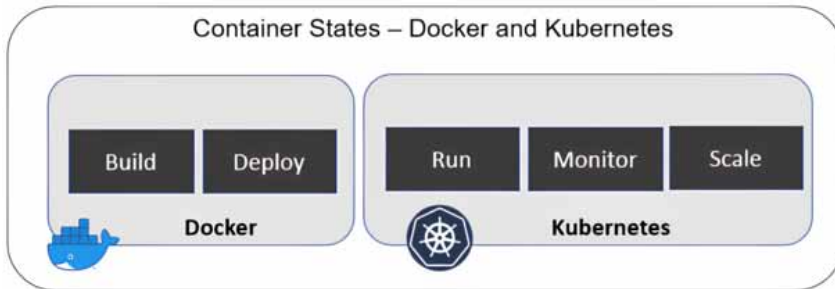 Container States – Docker and Kubernetes
Build
Deploy
Run
Monitor
Scale
Docker
Kubernetes